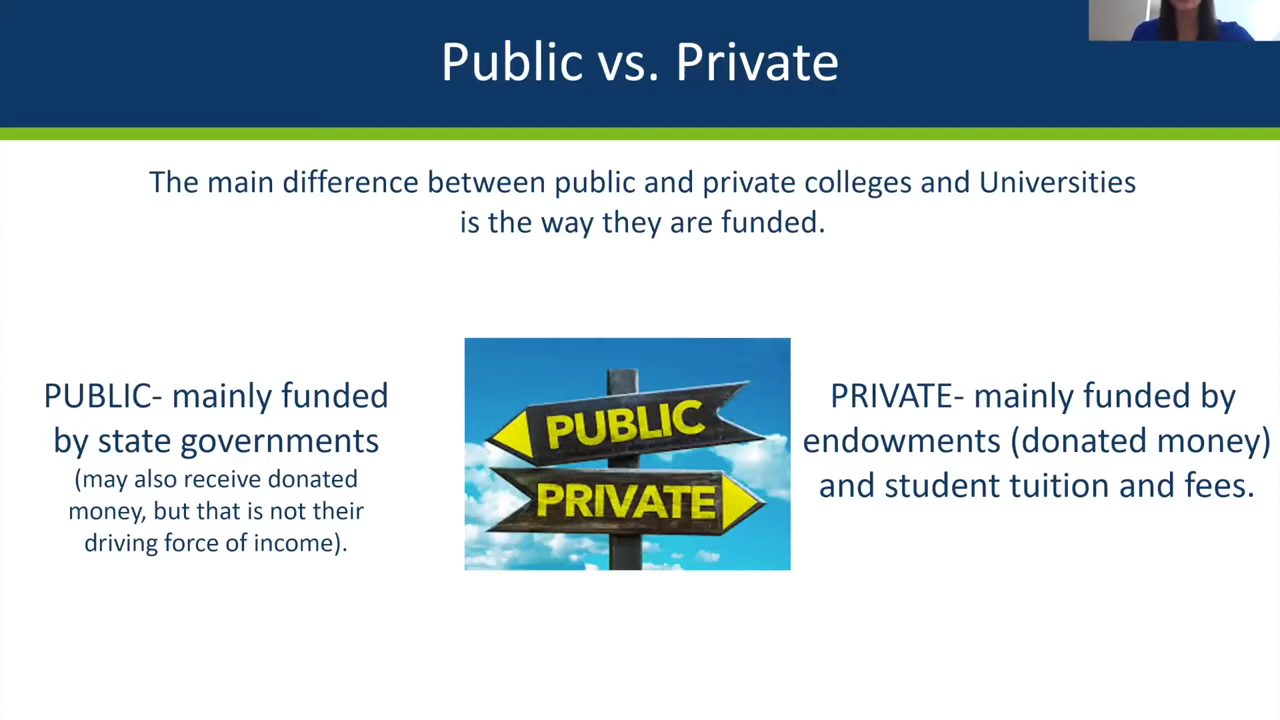 Public vs. Private
The main difference between public and private colleges and Universities
is the way they are funded.
PUBLIC- mainly funded
by state governments
(may also receive donated
money, but that is not their
driving force of income).
PUBLIC
PRIVATE
PRIVATE- mainly funded by
endowments (donated money)
and student tuition and fees.